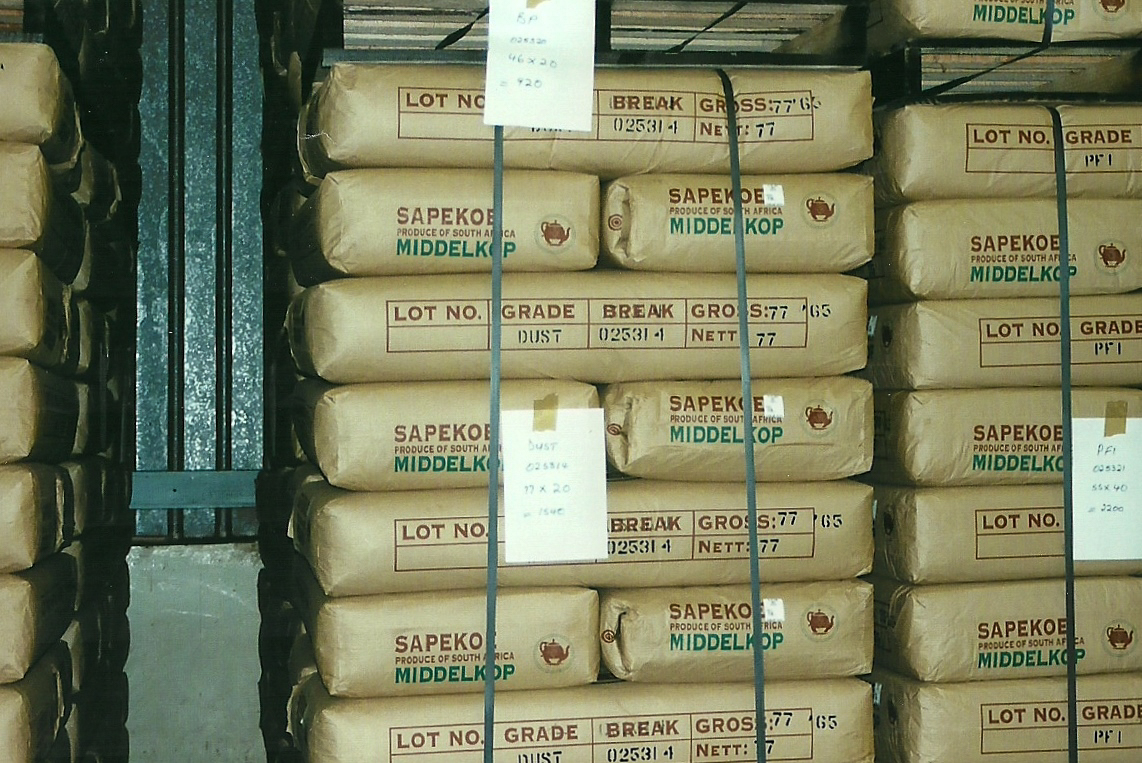 MIDDELKOP
BP
025320
46 x 20
= 920
LOT NO. BREAK GROSS: 77'65
025314 NETT: 77
LOT NO. GRADE
PF1
SAPEKOE
PRODUCE OF SOUTH AFRICA
MIDDELKOP
SAPEKOE
PRODUCE OF SOUTH AFRICA
MIDDELKOP
SAPEKOE
PRODUCE OF SOUTH AFRICA
MIDDELKOP
LOT NO. GRADE BREAK GROSS: 77 '65
DUST 025314 NETT: 77
LOT NO. GRADE
PF1
SAPEKOE
PRODUCE OF SOUTH AFRICA
MIDDELKOP
SAPEKOE
PRODUCE OF SOUTH AFRICA
MIDDELKOP
SAPEKOE
PRODUCE OF SOUTH AFRICA
MIDDELKOP
DUST
025314
77 x 20
= 1540
PF1
025321
55 x 40
= 2200
LOT NO. BREAK GROSS: 77 '65
025314 NETT: 77
LOT NO.
SAPEKOE
PRODUCE OF SOUTH AFRICA
MIDDELKOP
SAPEKOE
PRODUCE OF SOUTH AFRICA
MIDDELKOP
SAPEKOE
PRODUCE OF SOUTH AFRICA
MIDDELKOP
LOT NO. GRADE BREAK GROSS: 77 '65
DUST 025314 NETT: 77
LOT NO. GRADE
PF1